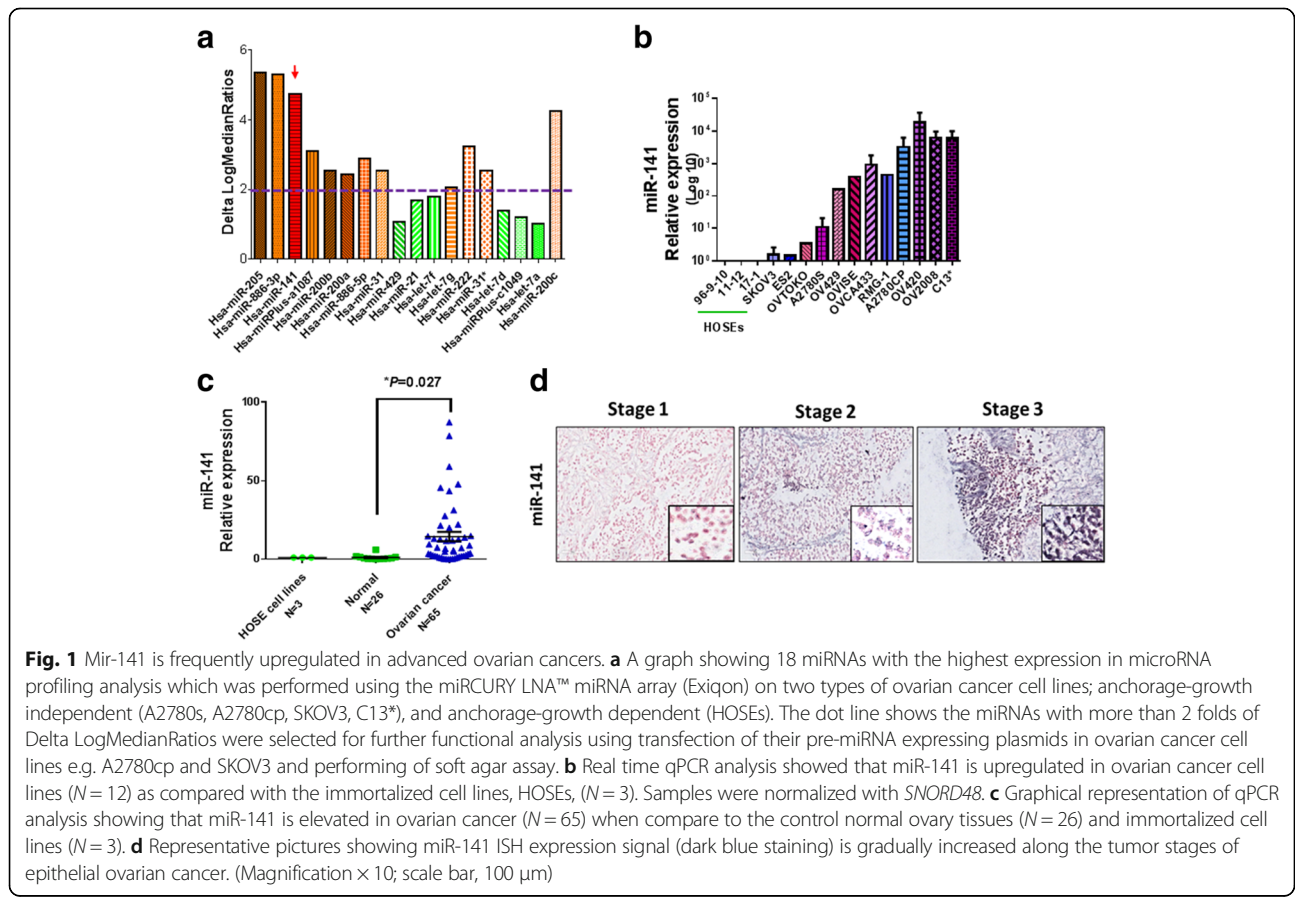 a
Delta LogMedianRatios
6
4
2
0
Hsa-miR-205
Hsa-miR-886-3p
Hsa-miR-141
Hsa-miRPlus-a1087
Hsa-miR-200b
Hsa-miR-200a
Hsa-miR-886-5p
Hsa-miR-31
Hsa-miR-429
Hsa-miR-21
Hsa-let-7f
Hsa-let-7g
Hsa-miR-222
Hsa-miR-31*
Hsa-let-7d
Hsa-miRPlus-c1049
Hsa-let-7a
Hsa-miR-200c
b
miR-141
Relative expression
(Log 10)
10^5
10^4
10^3
10^2
10^1
10^0
96-9-10
11-12
17-1
SKOV3
ES2
OVTOKO
A2780S
OV429
OVISE
OVCA433
RMG-1
A2780CP
OV420
OV2008
C13*
HOSEs
c
miR-141
Relative expression
*P=0.027
100
50
0
HOSE cell lines
N=3
Normal
N=26
Ovarian cancer
N=65
d
Stage 1 Stage 2 Stage 3
miR-141
Fig. 1 Mir-141 is frequently upregulated in advanced ovarian cancers. a A graph showing 18 miRNAs with the highest expression in microRNA
profiling analysis which was performed using the miRCURY LNA™ miRNA array (Exiqon) on two types of ovarian cancer cell lines; anchorage-growth
independent (A2780s, A2780cp, SKOV3, C13*), and anchorage-growth dependent (HOSEs). The dot line shows the miRNAs with more than 2 folds of
Delta LogMedianRatios were selected for further functional analysis using transfection of their pre-miRNA expressing plasmids in ovarian cancer cell
lines e.g. A2780cp and SKOV3 and performing of soft agar assay. b Real time qPCR analysis showed that miR-141 is upregulated in ovarian cancer cell
lines (N = 12) as compared with the immortalized cell lines, HOSEs, (N = 3). Samples were normalized with SNORD48. c Graphical representation of qPCR
analysis showing that miR-141 is elevated in ovarian cancer (N = 65) when compare to the control normal ovary tissues (N = 26) and immortalized cell
lines (N = 3). d Representative pictures showing miR-141 ISH expression signal (dark blue staining) is gradually increased along the tumor stages of
epithelial ovarian cancer. (Magnification × 10; scale bar, 100 μm)